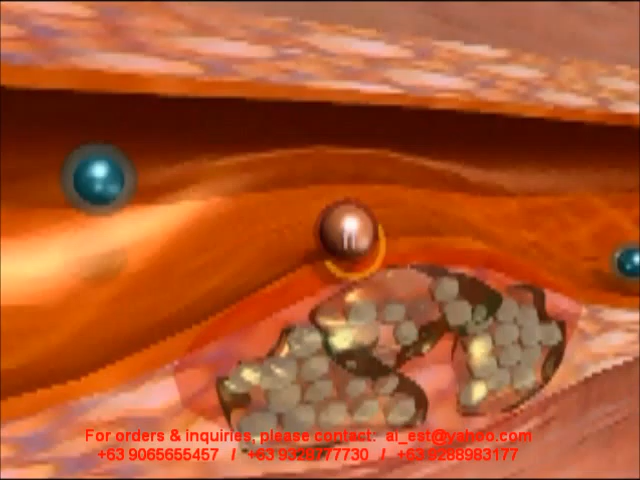 For orders & inquiries, please contact: ai_est@yahoo.com
+63 9065655457 / +63 9328777730 / +63 9288983177